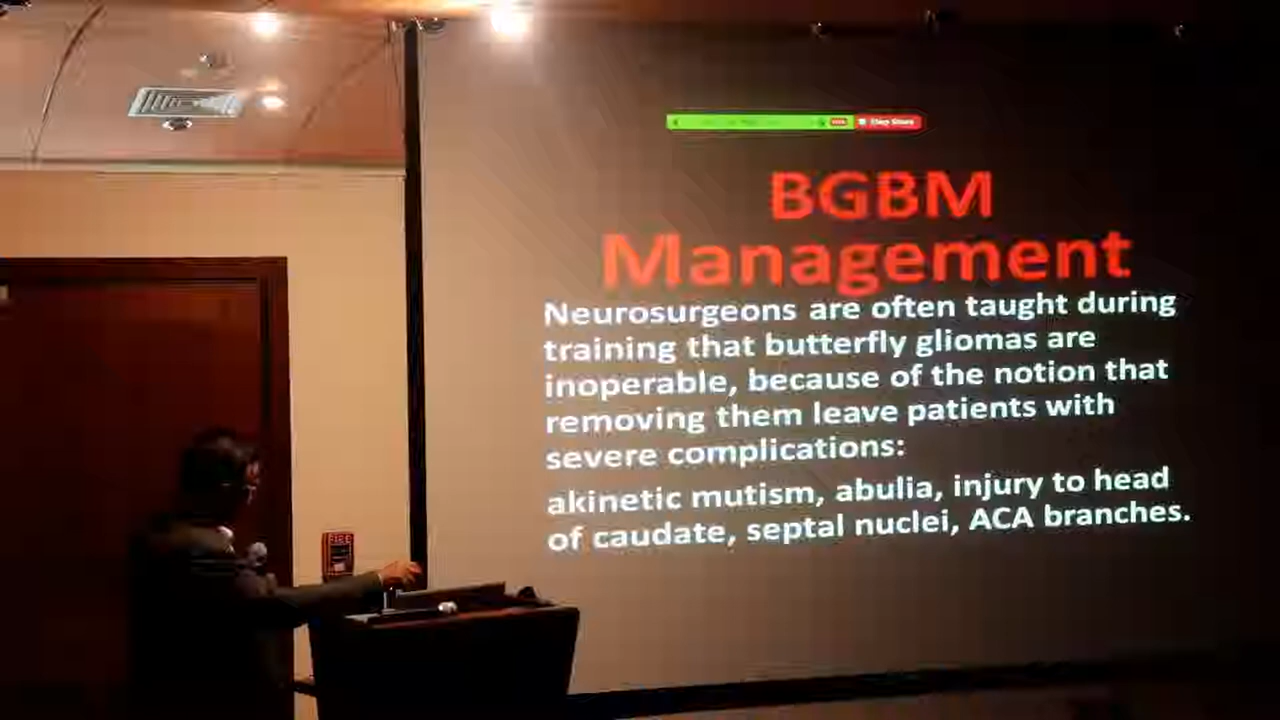 Stop Share
BGBM
Management
Neurosurgeons are often taught during
training that butterfly gliomas are
inoperable, because of the notion that
removing them leave patients with
severe complications:
akinetic mutism, abulia, injury to head
of caudate, septal nuclei, ACA branches.
FIRE